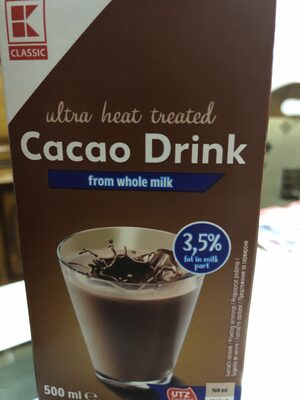 K
CLASSIC
ultra heat treated
Cacao Drink
from whole milk
3,5%
fat in milk
part
500 ml e
UTZ
100 ml